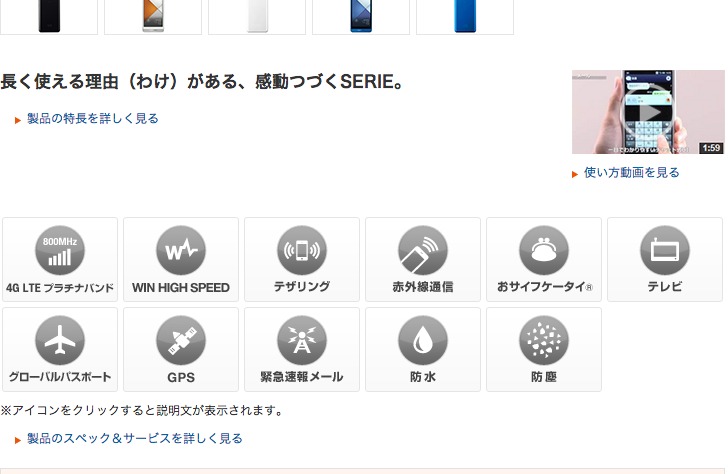 長く使える理由（わけ）がある、感動つづくSERIE。
製品の特長を詳しく見る
1:59
使い方動画を見る
800MHz
4G LTE プラチナバンド
WIN HIGH SPEED
テザリング
赤外線通信
おサイフケータイ®
テレビ
グローバルパスポート
GPS
緊急速報メール
防水
防塵
※アイコンをクリックすると説明文が表示されます。
製品のスペック＆サービスを詳しく見る